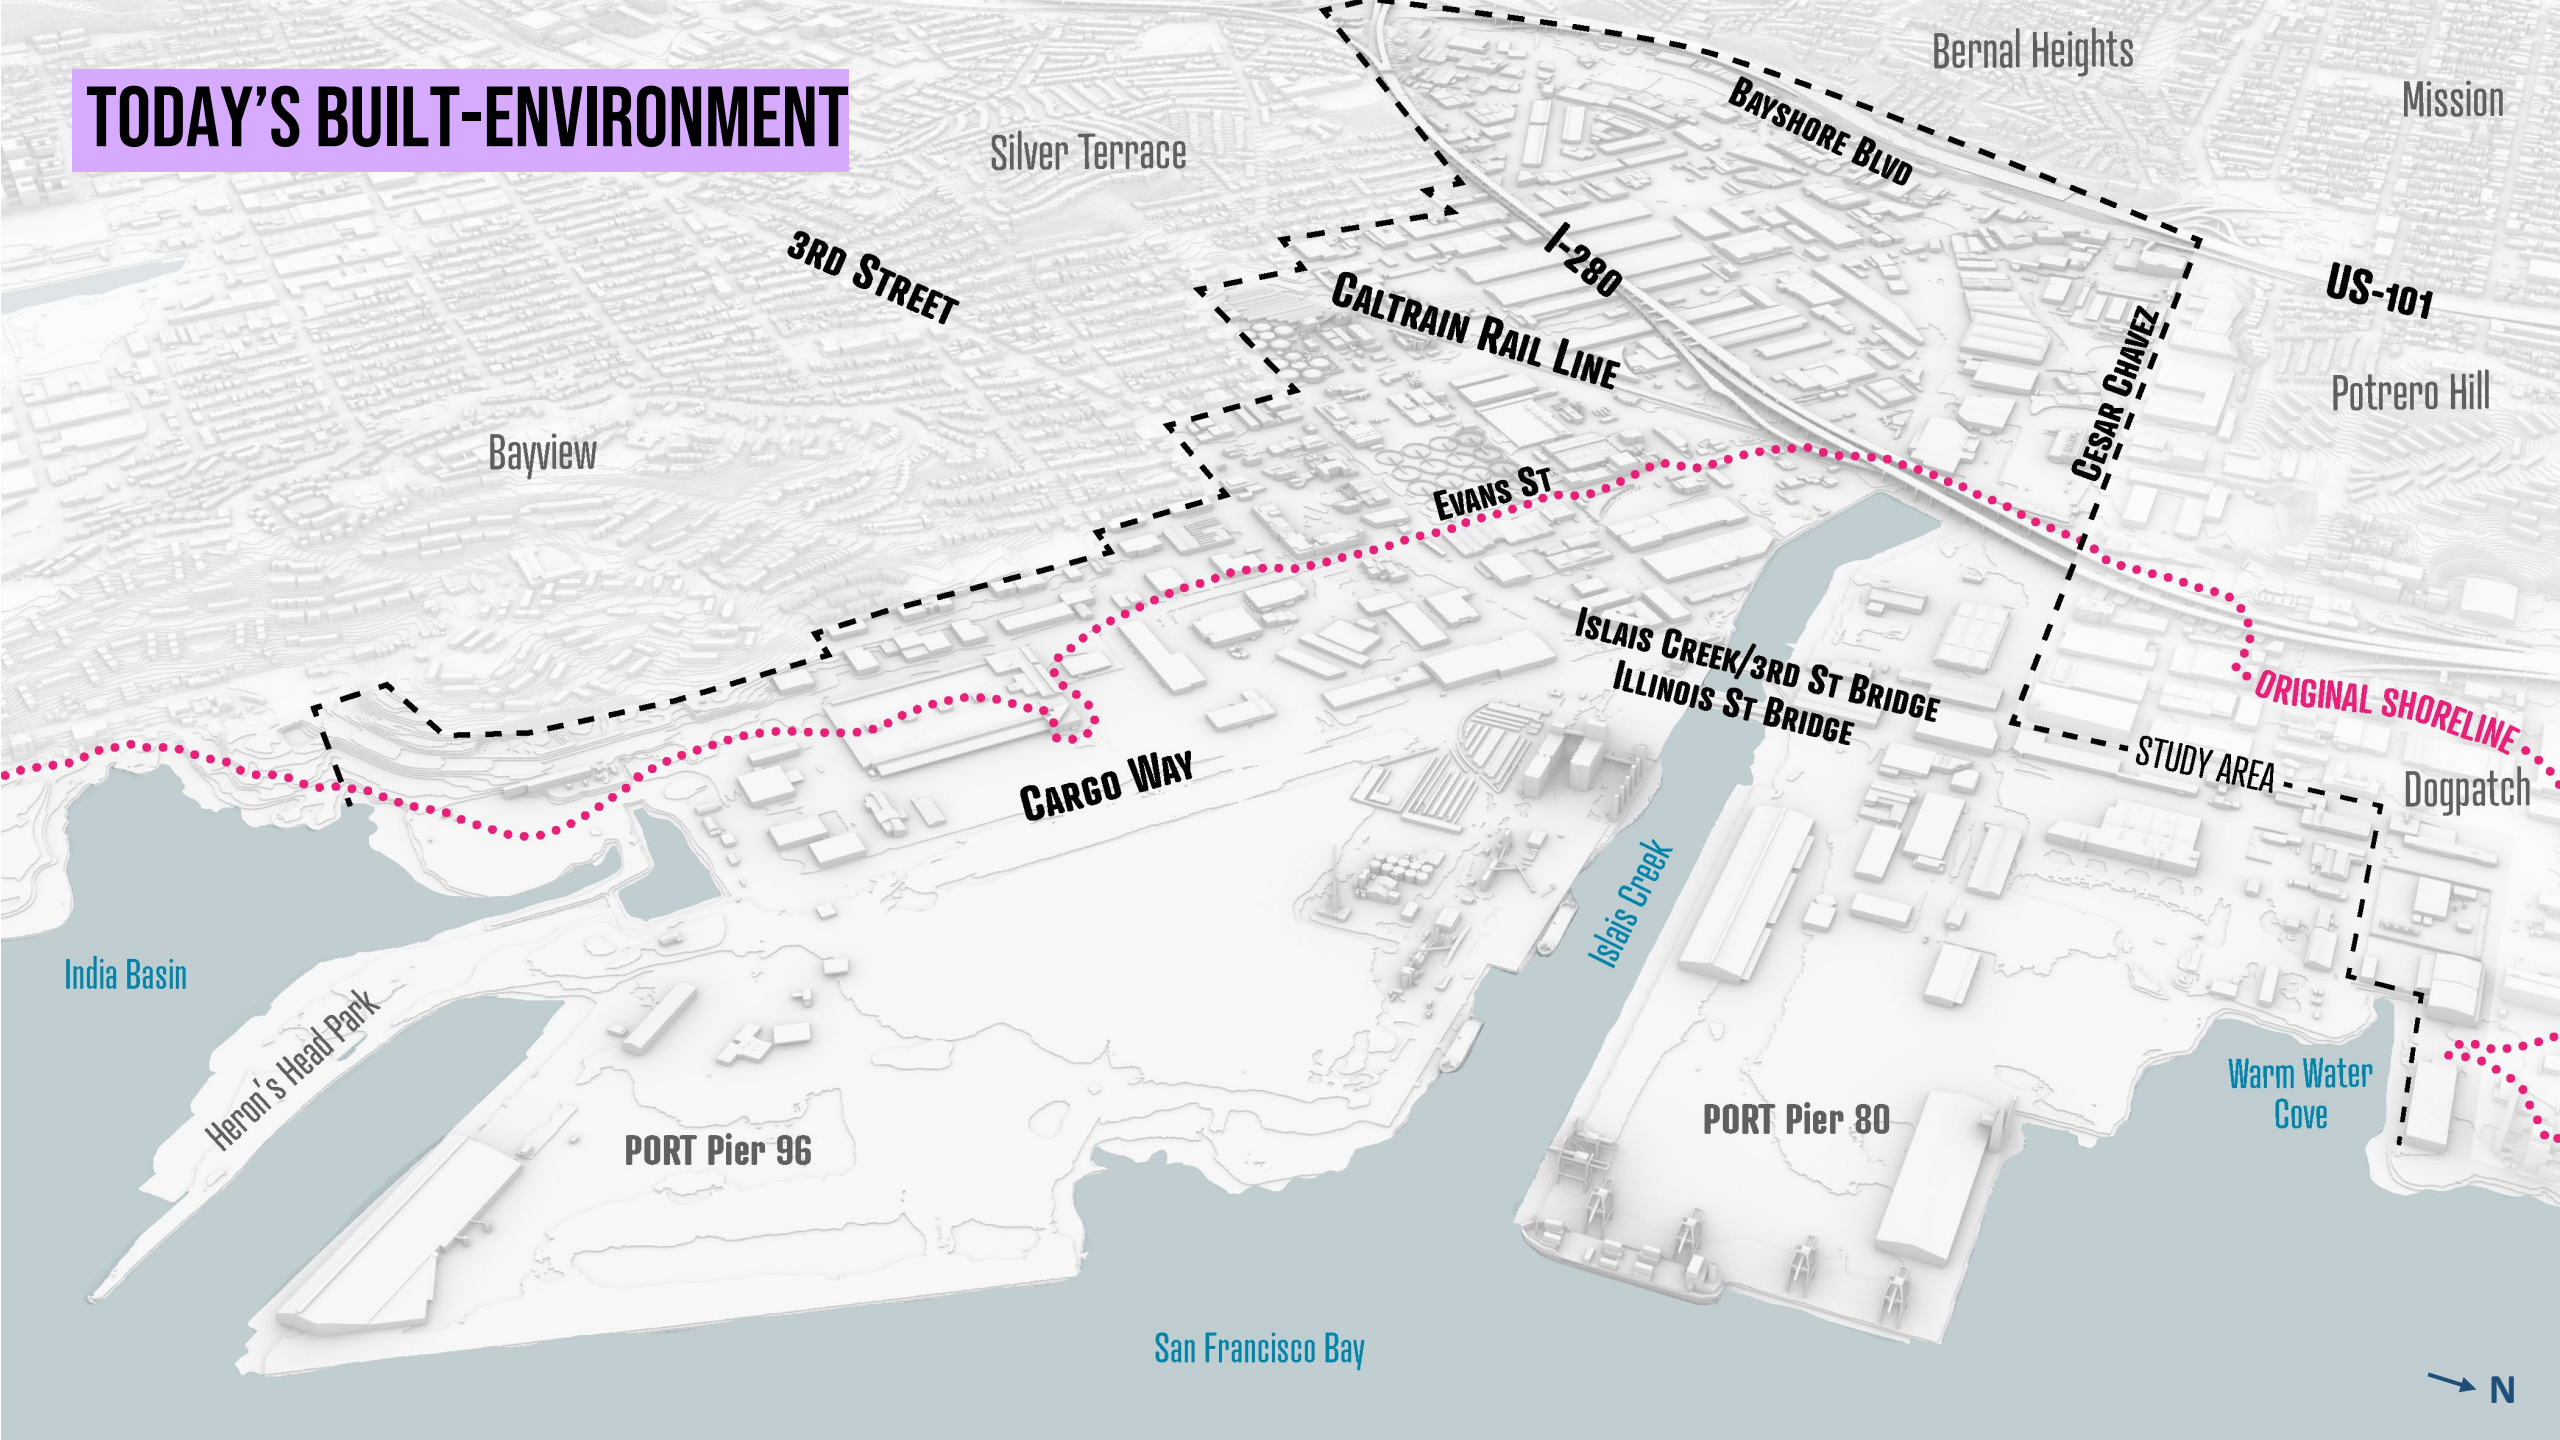 TODAY'S BUILT-ENVIRONMENT
Bernal Heights
Mission
Silver Terrace
BAYSHORE BLVD
3RD STREET
I-280
CALTRAIN RAIL LINE
US-101
CESAR CHAVEZ
Potrero Hill
Bayview
EVANS ST
ISLAIS CREEK/3RD ST BRIDGE
ILLINOIS ST BRIDGE
ORIGINAL SHORELINE
STUDY AREA
Dogpatch
CARGO WAY
Islais Creek
India Basin
Heron's Head Park
Warm Water
Cove
PORT Pier 96
PORT Pier 80
San Francisco Bay
N